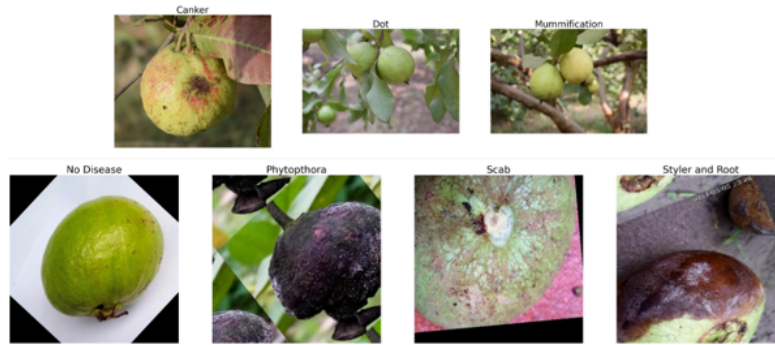 Canker
Dot
Mummification
No Disease
Phytopthora
Scab
Styler and Root